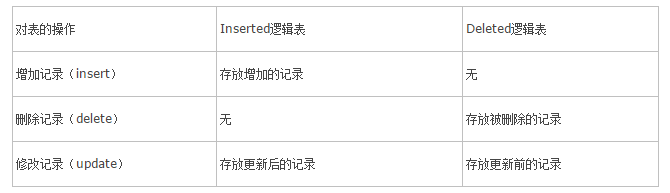 对表的操作 Inserted逻辑表 Deleted逻辑表
增加记录（insert） 存放增加的记录 无
删除记录（delete） 无 存放被删除的记录
修改记录（update） 存放更新后的记录 存放更新前的记录